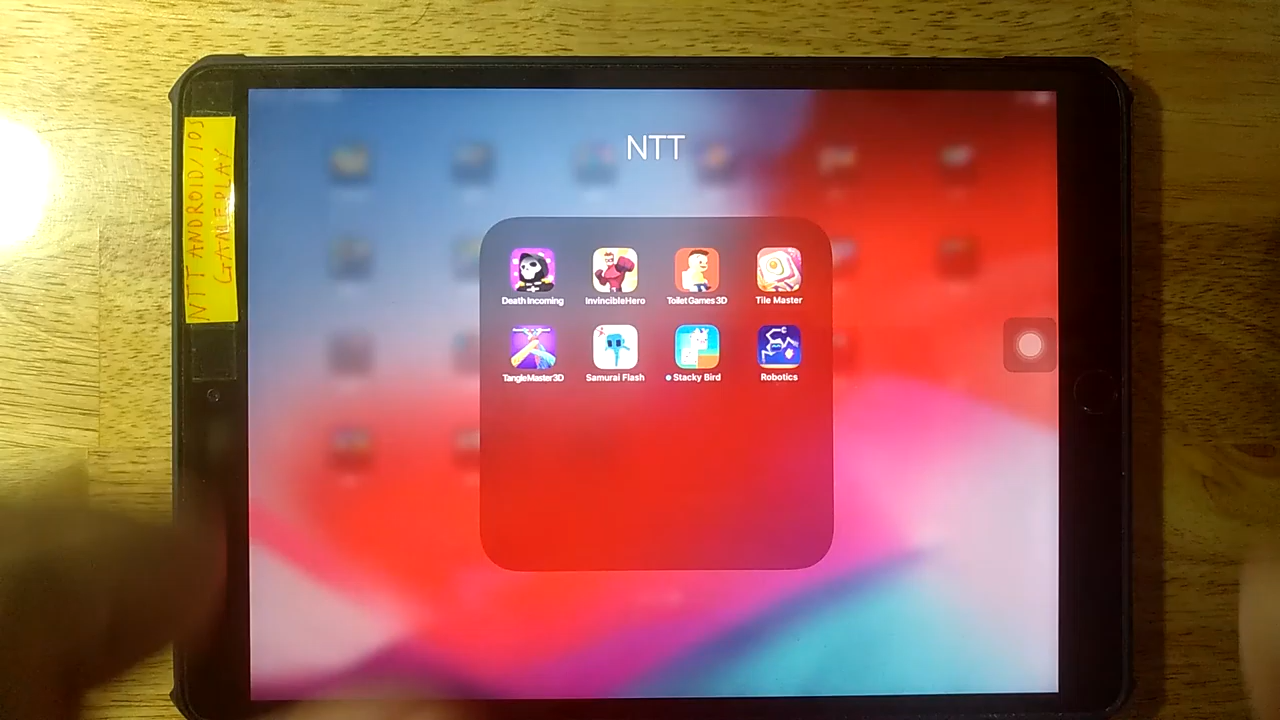 NTT ANDROID/IOS
GAMEPLAY
NTT
Death Incoming
InvincibleHero
Toilet Games 3D
Tile Master
TangleMaster3D
Samurai Flash
Stacky Bird
Robotics